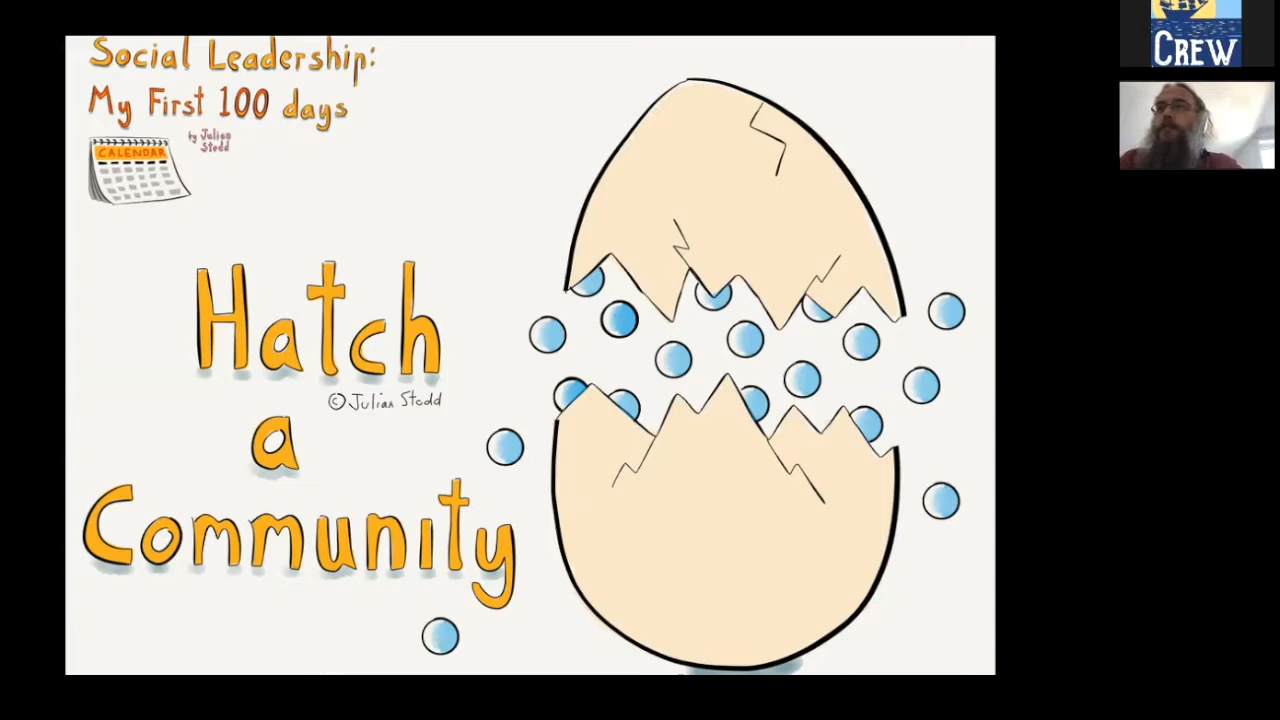 Social Leadership:
My First 100 days
by Julian
Stodd
CALENDAR
Hatch
© Julian Stodd
a
Community
CREW